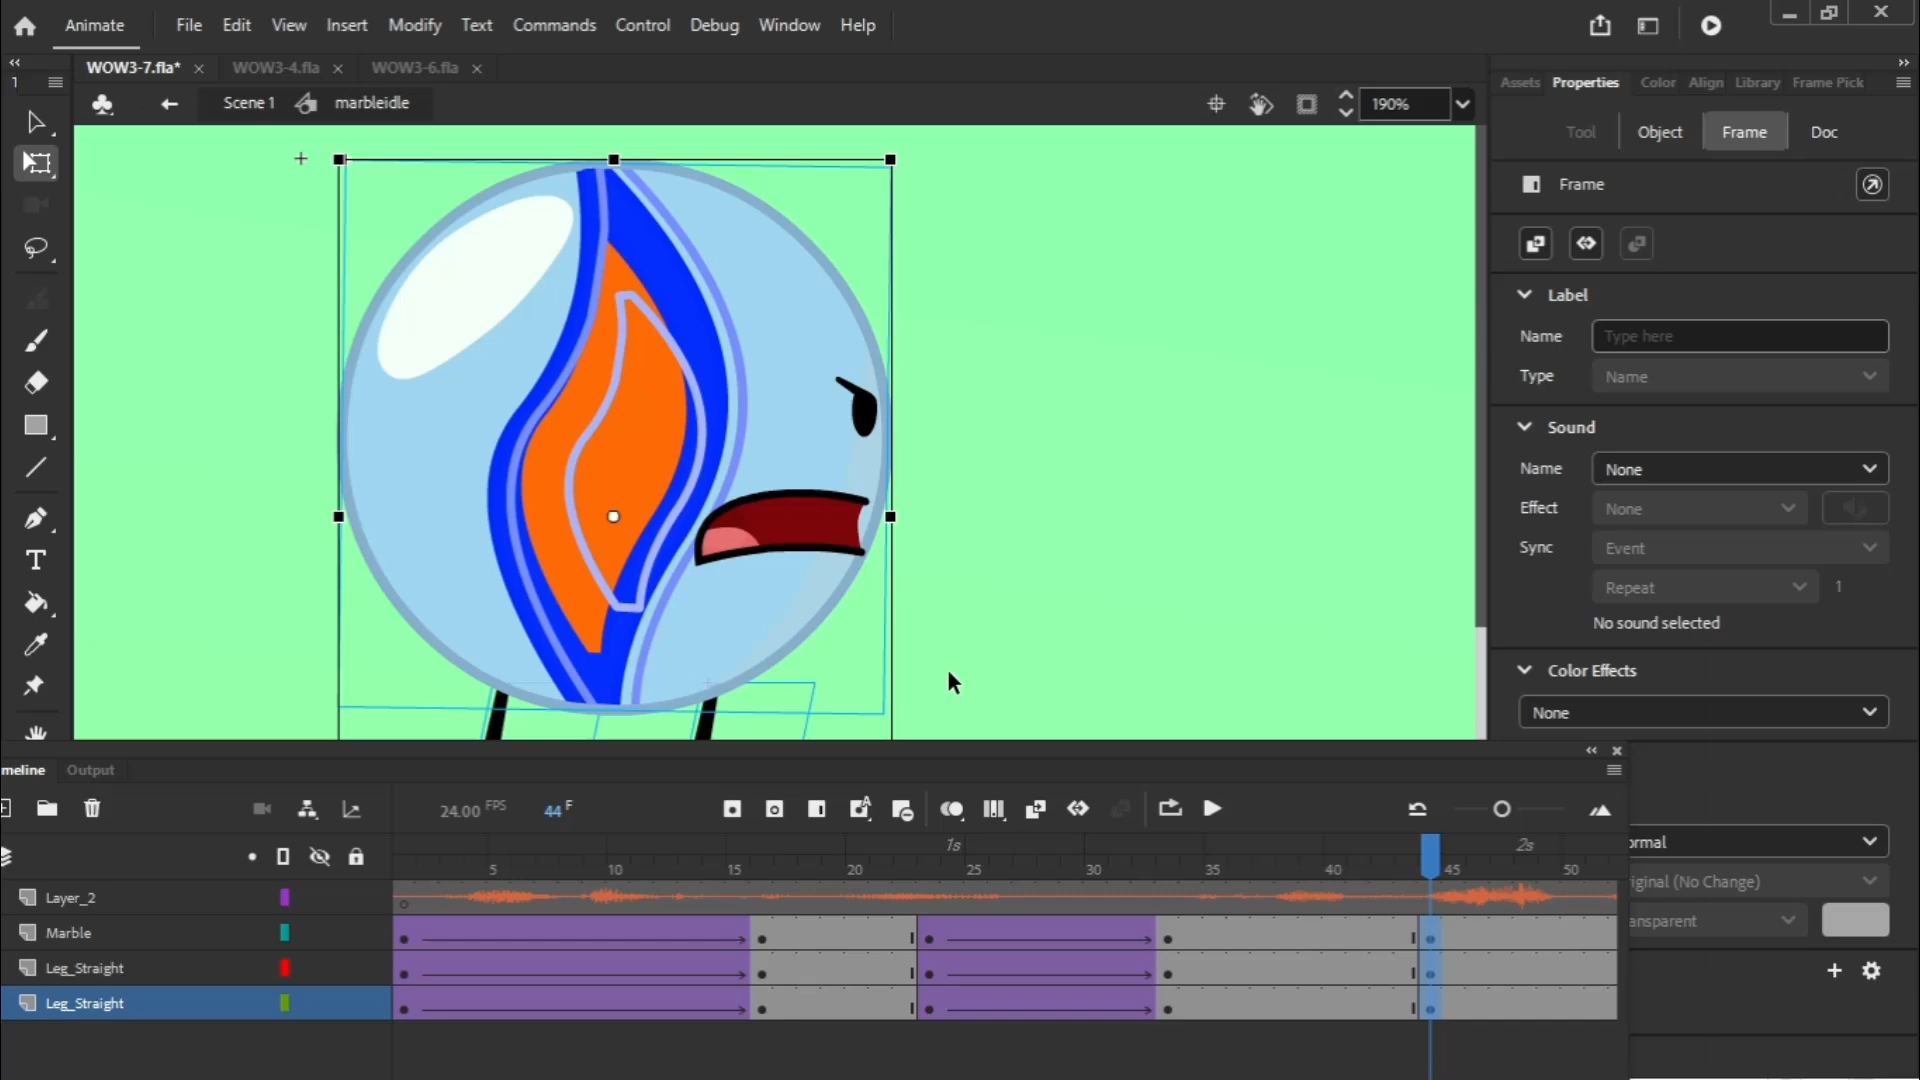 Animate File Edit View Insert Modify Text Commands Control Debug Window Help
WOW3-7.fla* WOW3-4.fla WOW3-6.fla
Scene 1 marbleidle 190%
Assets Properties Color Align Library Frame Pick
Tool Object Frame Doc
Frame
Label
Name Type here
Type Name
Sound
Name None
Effect None
Sync Event
Repeat 1
No sound selected
Color Effects
None
meline Output
24.00 FPS 44 F
1s 2s
5 10 15 20 25 30 35 40 45 50
ormal
iginal (No Change)
ansparent
Layer_2
Marble
Leg_Straight
Leg_Straight